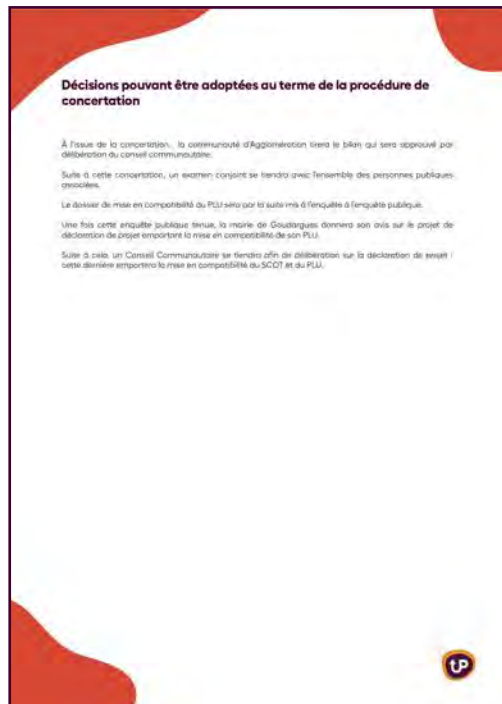 Décisions pouvant être adoptées au terme de la procédure de
concertation
À l'issue de la concertation, la communauté d'Agglomération tirera le bilan qui sera approuvé par
délibération du conseil communautaire.
Suite à cette concertation, un examen conjoint se tiendra avec l'ensemble des personnes publiques
associées.
Le dossier de mise en compatibilité du PLU sera par la suite mis à l'enquête à l'enquête publique.
Une fois cette enquête publique tenue, la mairie de Goudargues donnera son avis sur le projet de
déclaration de projet emportant la mise en compatibilité de son PLU.
Suite à cela, un Conseil Communautaire se tiendra afin de délibération sur la déclaration de projet ;
cette dernière emportera la mise en compatibilité du SCOT et du PLU.
tP